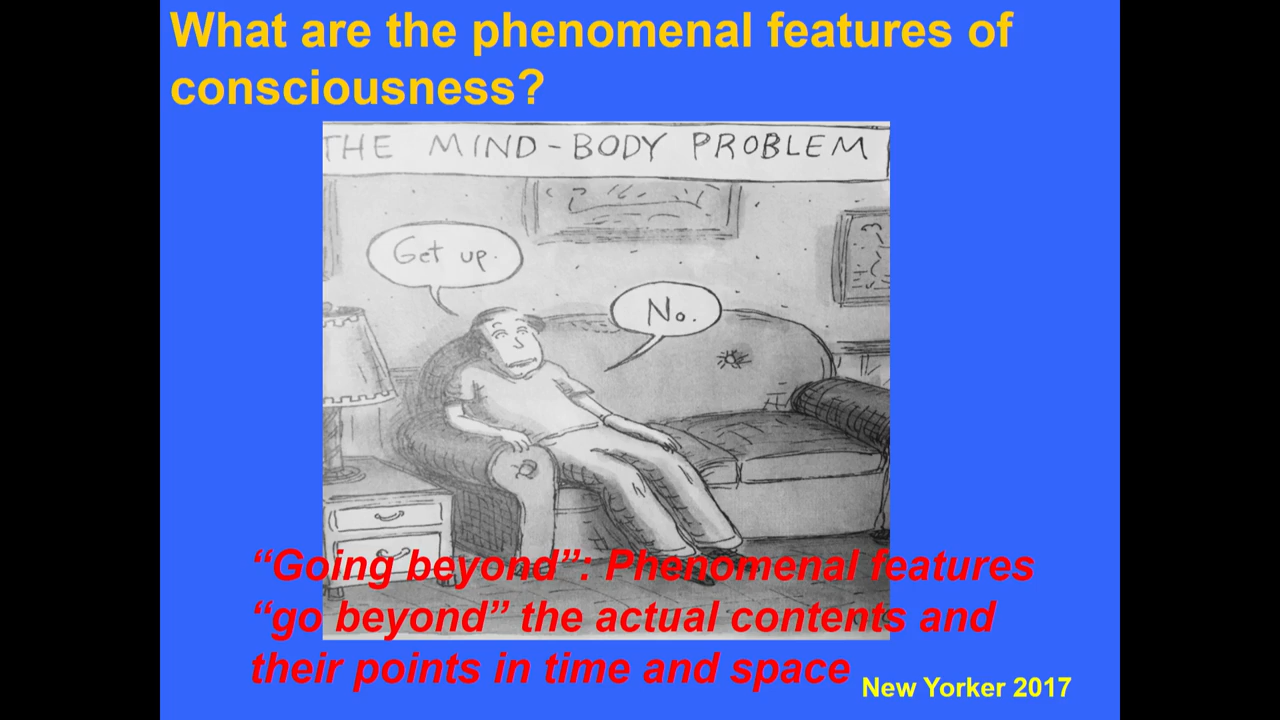 What are the phenomenal features of
consciousness?
THE MIND-BODY PROBLEM
Get up.
No.
“Going beyond”: Phenomenal features
“go beyond” the actual contents and
their points in time and space
New Yorker 2017